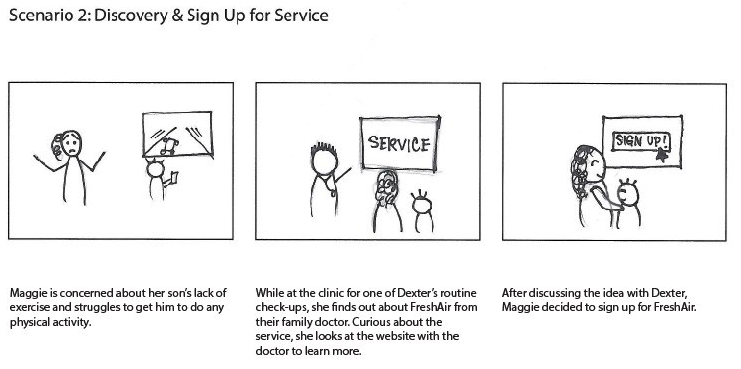 Scenario 2: Discovery & Sign Up for Service
SERVICE
SIGN UP!
Maggie is concerned about her son's lack of
exercise and struggles to get him to do any
physical activity.
While at the clinic for one of Dexter's routine
check-ups, she finds out about FreshAir from
their family doctor. Curious about the
service, she looks at the website with the
doctor to learn more.
After discussing the idea with Dexter,
Maggie decided to sign up for FreshAir.